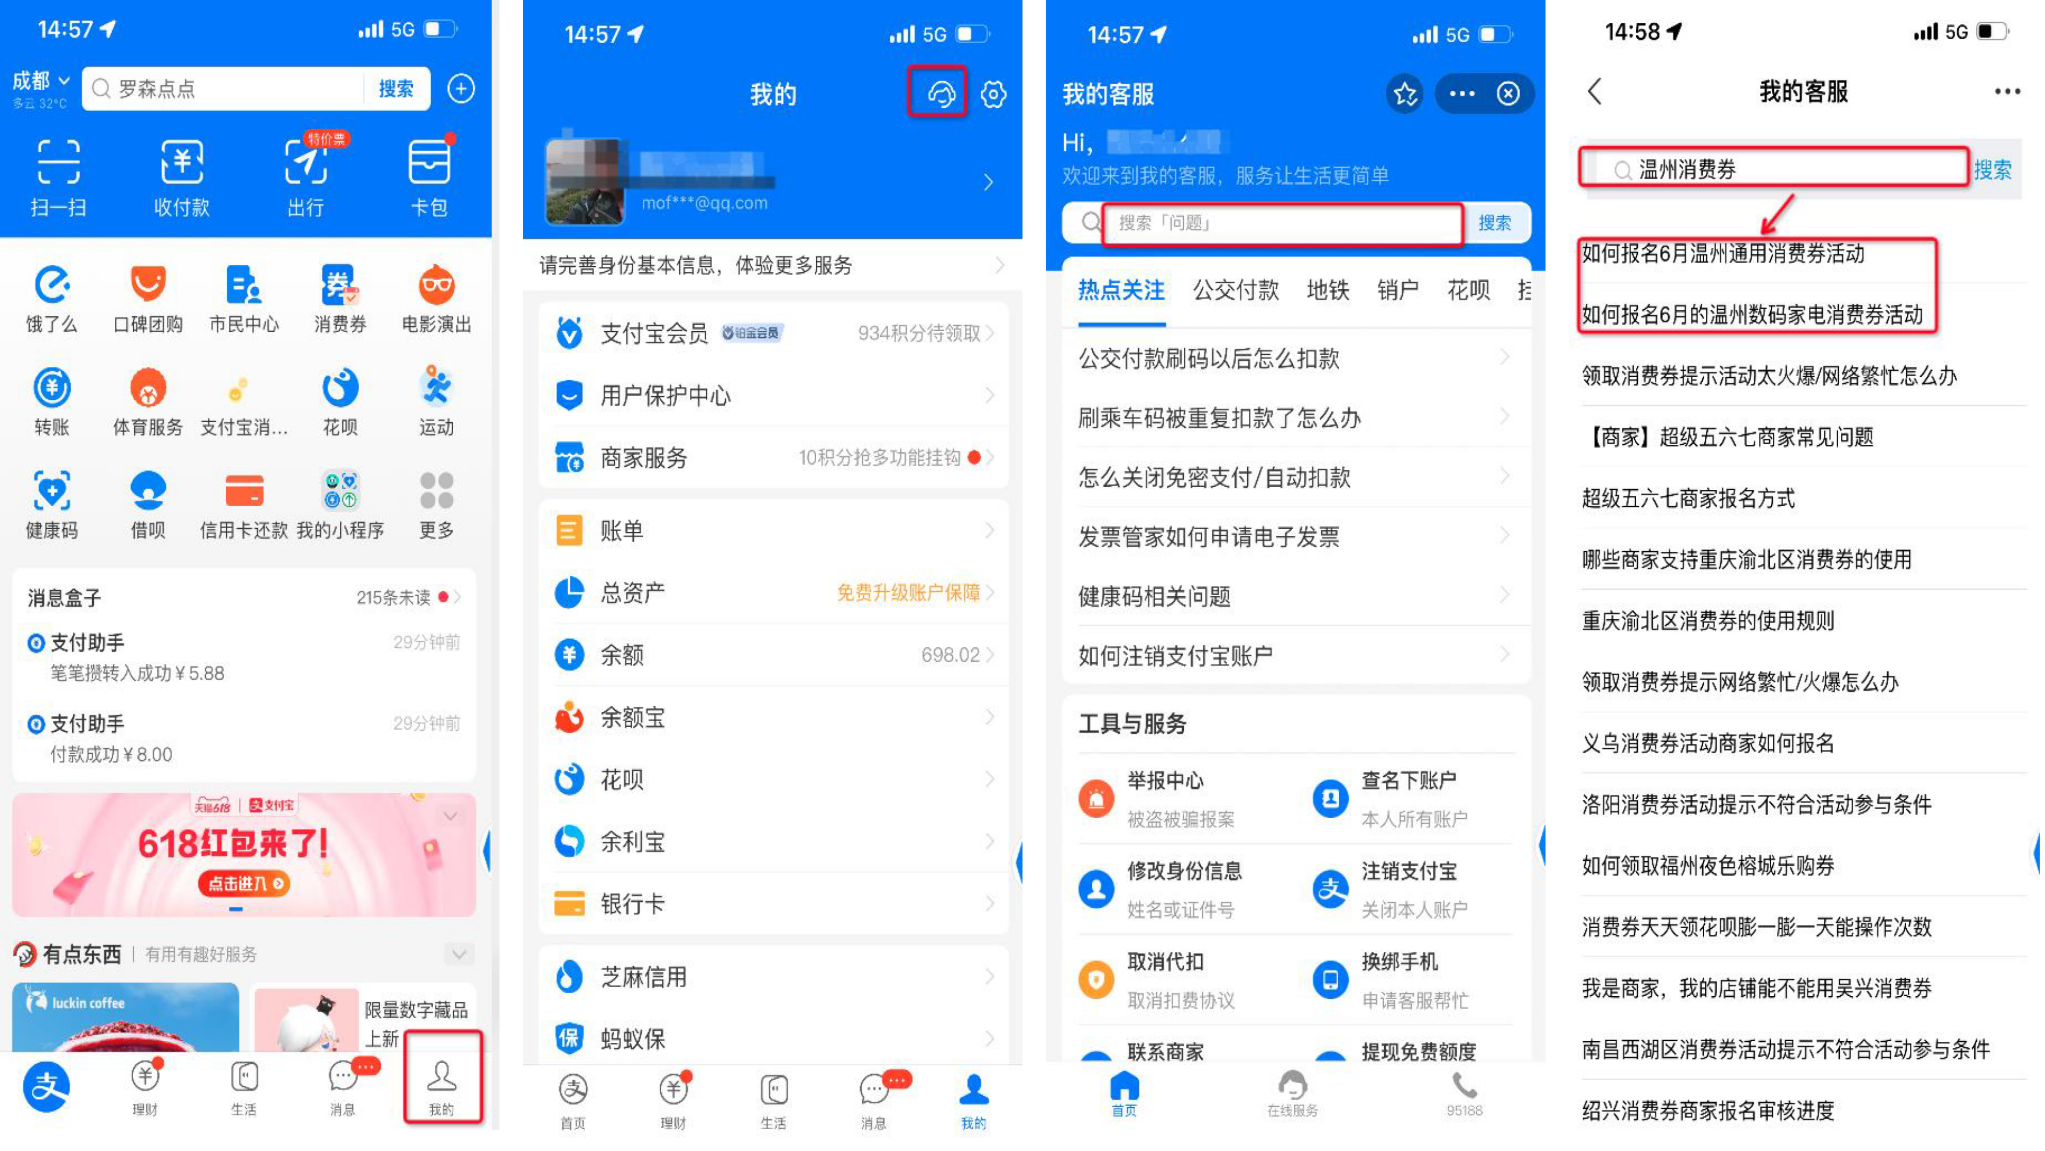 14:57
5G
成都
多云 32°C
罗森点点
搜索
特价票
扫一扫
收付款
出行
卡包
饿了么
口碑团购
市民中心
券
消费券
电影演出
转账
体育服务
支付宝消...
花呗
运动
健康码
借呗
信用卡还款
我的小程序
更多
消息盒子
215条未读
支付助手
29分钟前
笔笔攒转入成功¥5.88
支付助手
29分钟前
付款成功¥8.00
天猫618 | 支付宝
618红包来了!
点击进入
有点东西
有用有趣好服务
luckin coffee
限量数字藏品
上新
支
理财
生活
消息
我的
14:57
5G
我的
mof***@qq.com
请完善身份基本信息，体验更多服务
支付宝会员
铂金会员
934积分待领取
用户保护中心
商家服务
10积分抢多功能挂钩
账单
总资产
免费升级账户保障
余额
698.02
余额宝
花呗
余利宝
银行卡
芝麻信用
保
蚂蚁保
首页
理财
生活
消息
我的
14:57
5G
我的客服
Hi,
欢迎来到我的客服，服务让生活更简单
搜索「问题」
搜索
热点关注
公交付款
地铁
销户
花呗
公交付款刷码以后怎么扣款
刷乘车码被重复扣款了怎么办
怎么关闭免密支付/自动扣款
发票管家如何申请电子发票
健康码相关问题
如何注销支付宝账户
工具与服务
举报中心
被盗被骗报案
查名下账户
本人所有账户
修改身份信息
姓名或证件号
注销支付宝
关闭本人账户
取消代扣
取消扣费协议
换绑手机
申请客服帮忙
联系商家
提现免费额度
首页
在线服务
95188
14:58
5G
我的客服
温州消费券
搜索
如何报名6月温州通用消费券活动
如何报名6月的温州数码家电消费券活动
领取消费券提示活动太火爆/网络繁忙怎么办
【商家】超级五六七商家常见问题
超级五六七商家报名方式
哪些商家支持重庆渝北区消费券的使用
重庆渝北区消费券的使用规则
领取消费券提示网络繁忙/火爆怎么办
义乌消费券活动商家如何报名
洛阳消费券活动提示不符合活动参与条件
如何领取福州夜色榕城乐购券
消费券天天领花呗膨一膨一天能操作次数
我是商家，我的店铺能不能用吴兴消费券
南昌西湖区消费券活动提示不符合活动参与条件
绍兴消费券商家报名审核进度